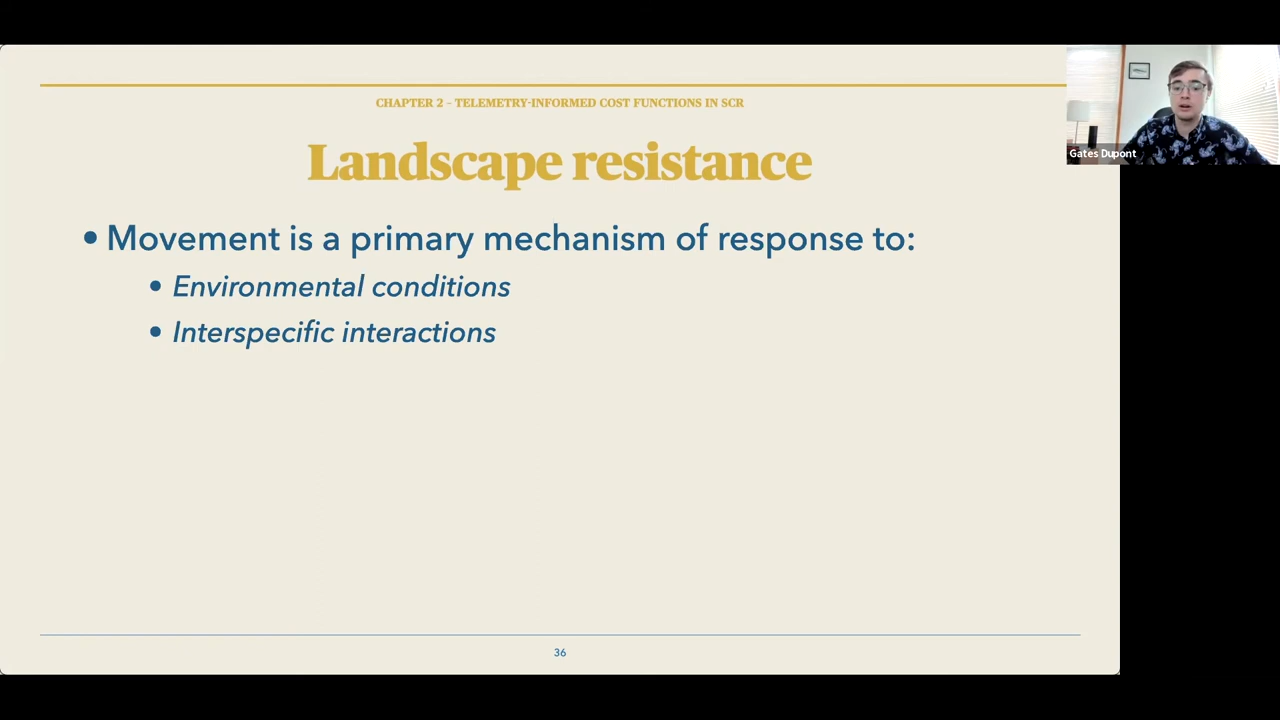 CHAPTER 2 – TELEMETRY-INFORMED COST FUNCTIONS IN SCR
Landscape resistance
• Movement is a primary mechanism of response to:
• Environmental conditions
• Interspecific interactions
36
Gates Dupont